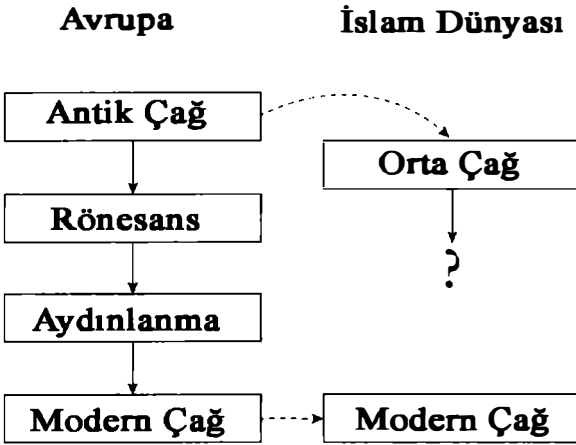 Avrupa
İslam Dünyası
Antik Çağ
Orta Çağ
Rönesans
?
Aydınlanma
Modern Çağ
Modern Çağ